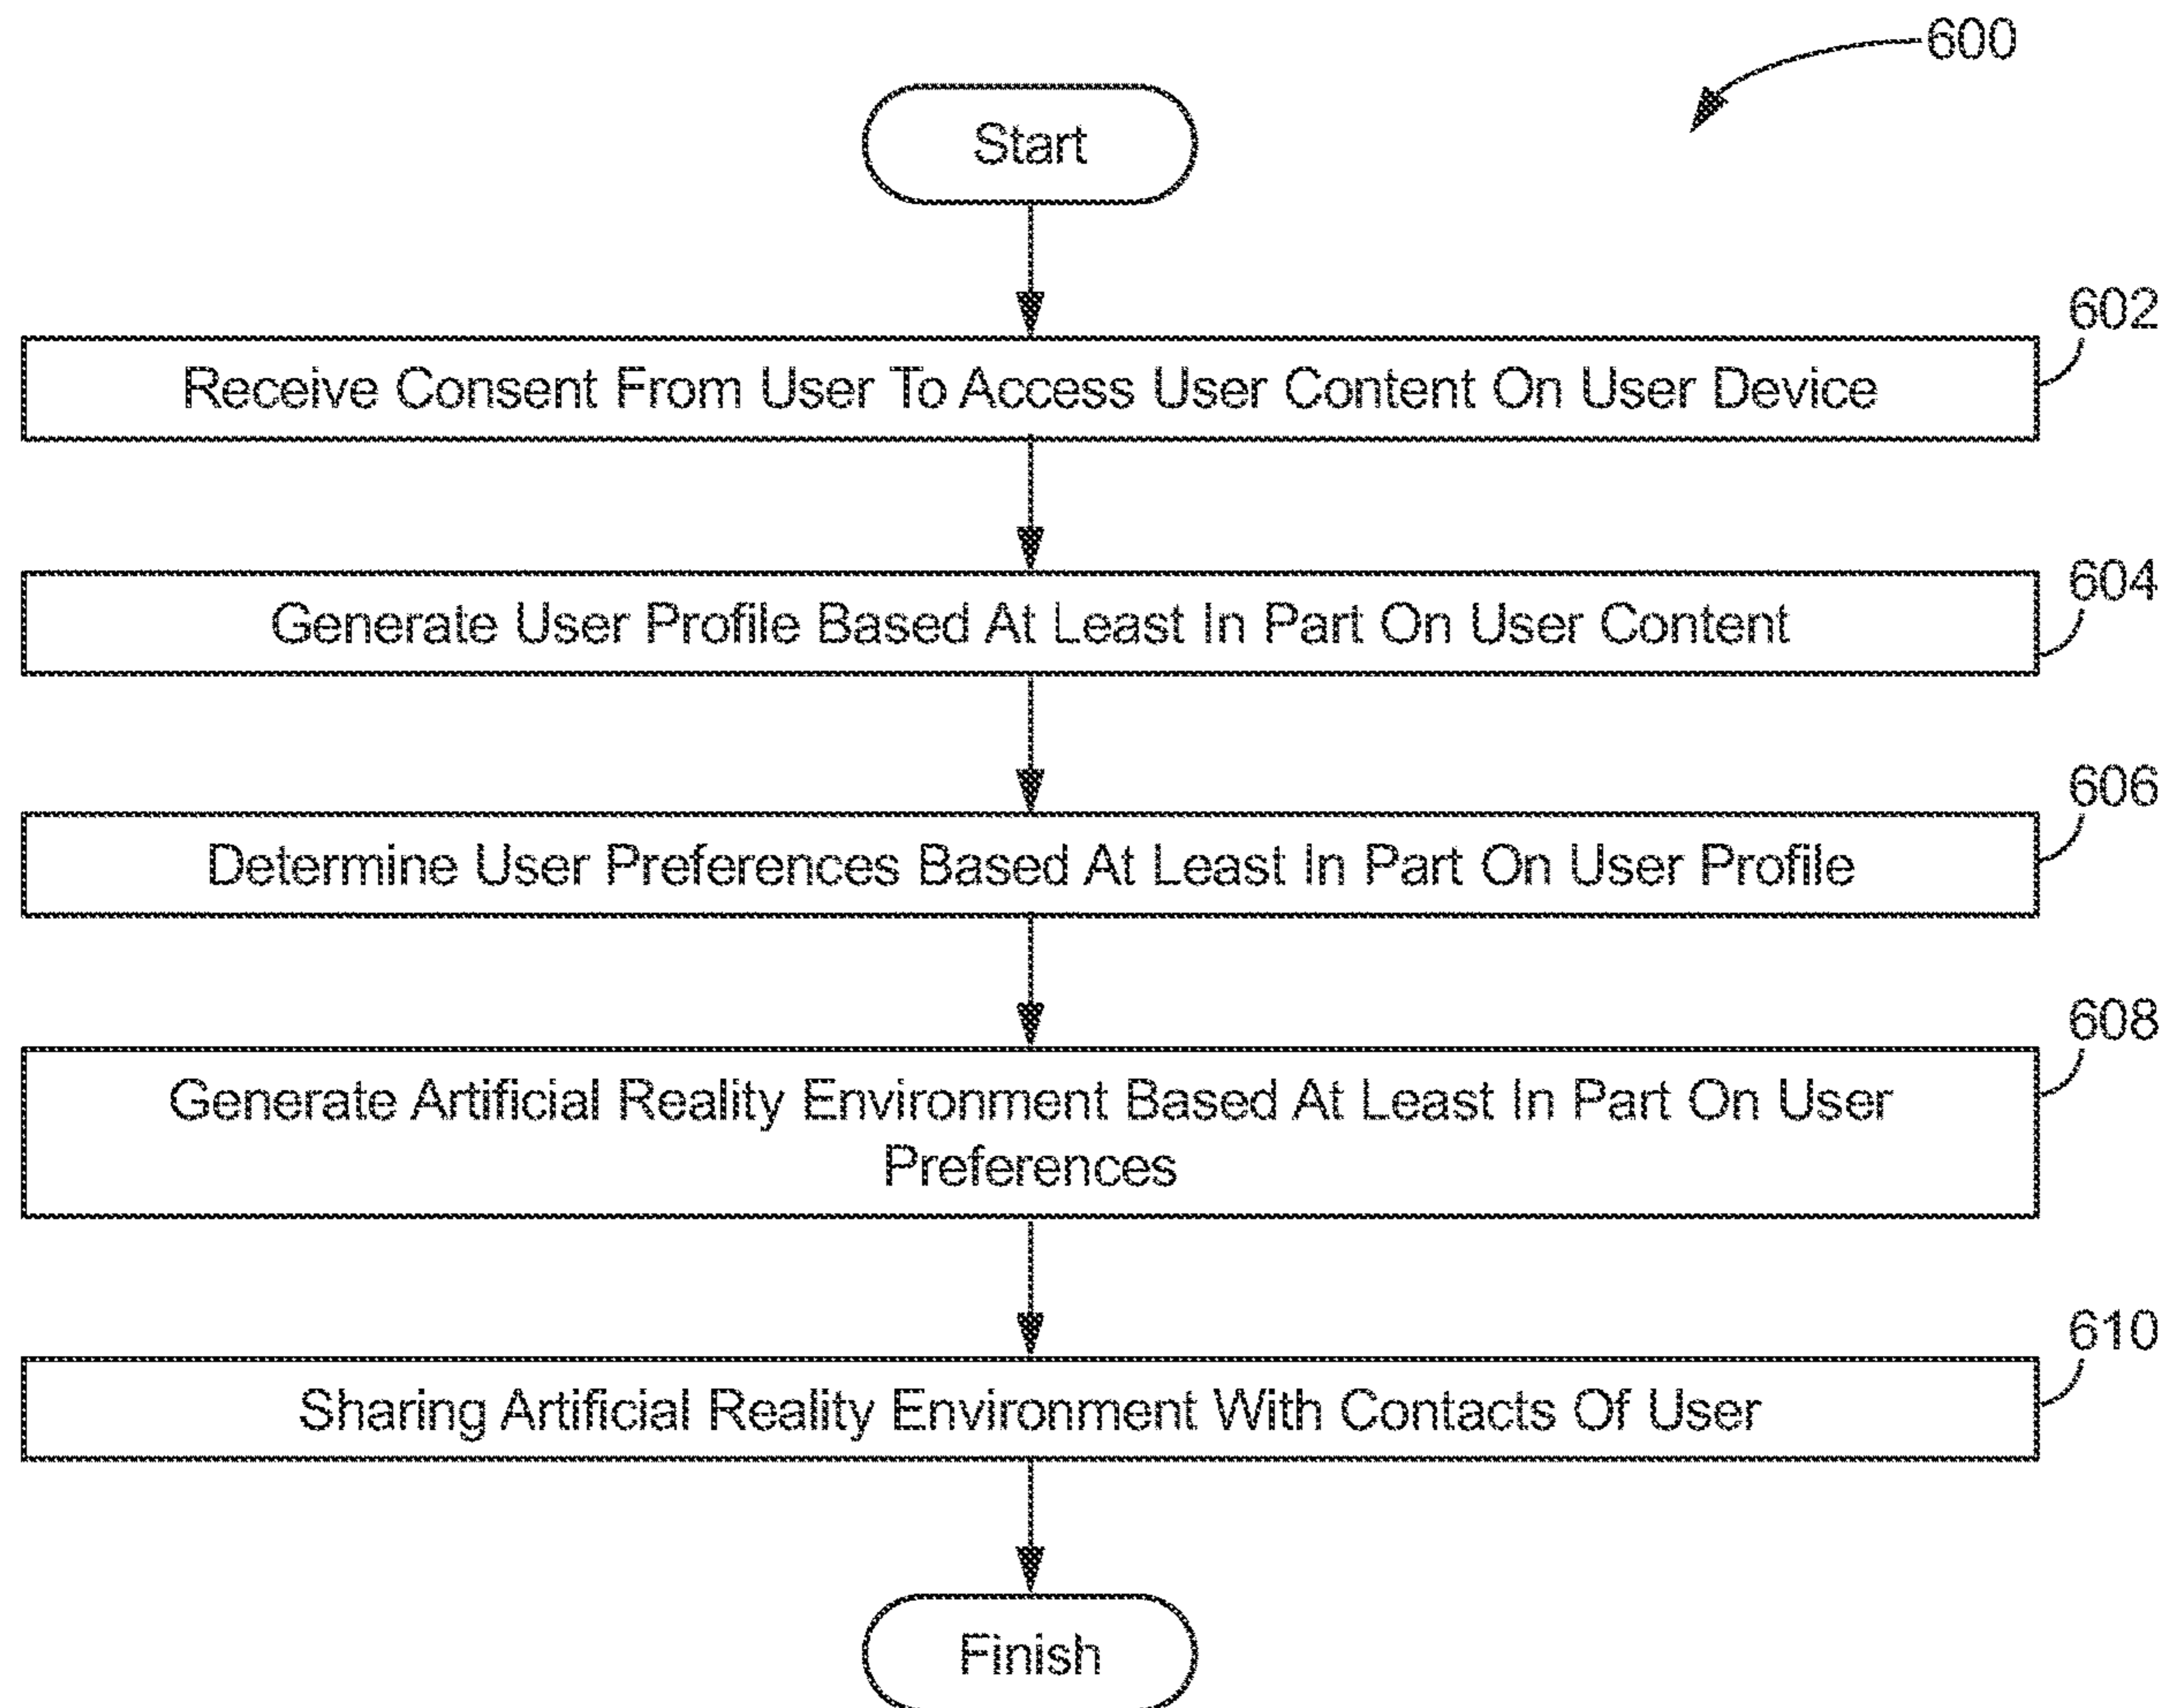 600
Start
602
Receive Consent From User To Access User Content On User Device
604
Generate User Profile Based At Least In Part On User Content
606
Determine User Preferences Based At Least In Part On User Profile
608
Generate Artificial Reality Environment Based At Least In Part On User
Preferences
610
Sharing Artificial Reality Environment With Contacts Of User
Finish